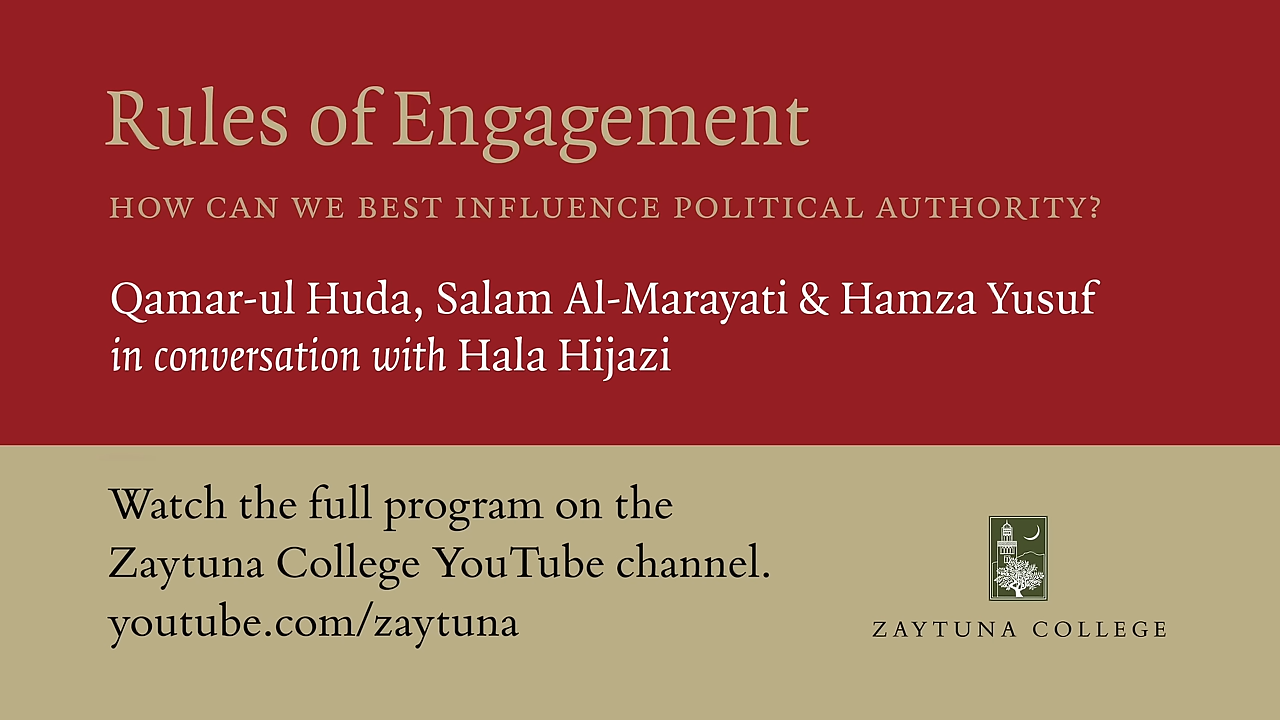 Rules of Engagement
HOW CAN WE BEST INFLUENCE POLITICAL AUTHORITY?
Qamar-ul Huda, Salam Al-Marayati & Hamza Yusuf
in conversation with Hala Hijazi
Watch the full program on the
Zaytuna College YouTube channel.
youtube.com/zaytuna
ZAYTUNA COLLEGE